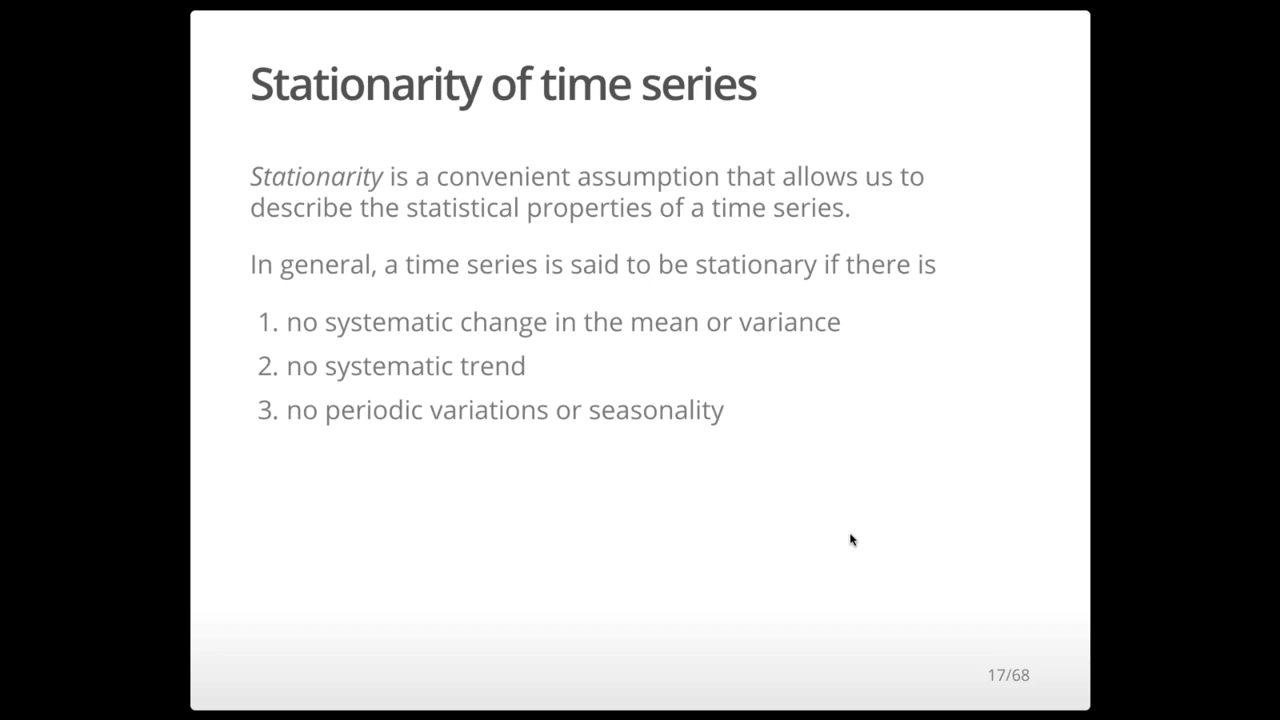 Stationarity of time series
Stationarity is a convenient assumption that allows us to
describe the statistical properties of a time series.
In general, a time series is said to be stationary if there is
1. no systematic change in the mean or variance
2. no systematic trend
3. no periodic variations or seasonality
17/68